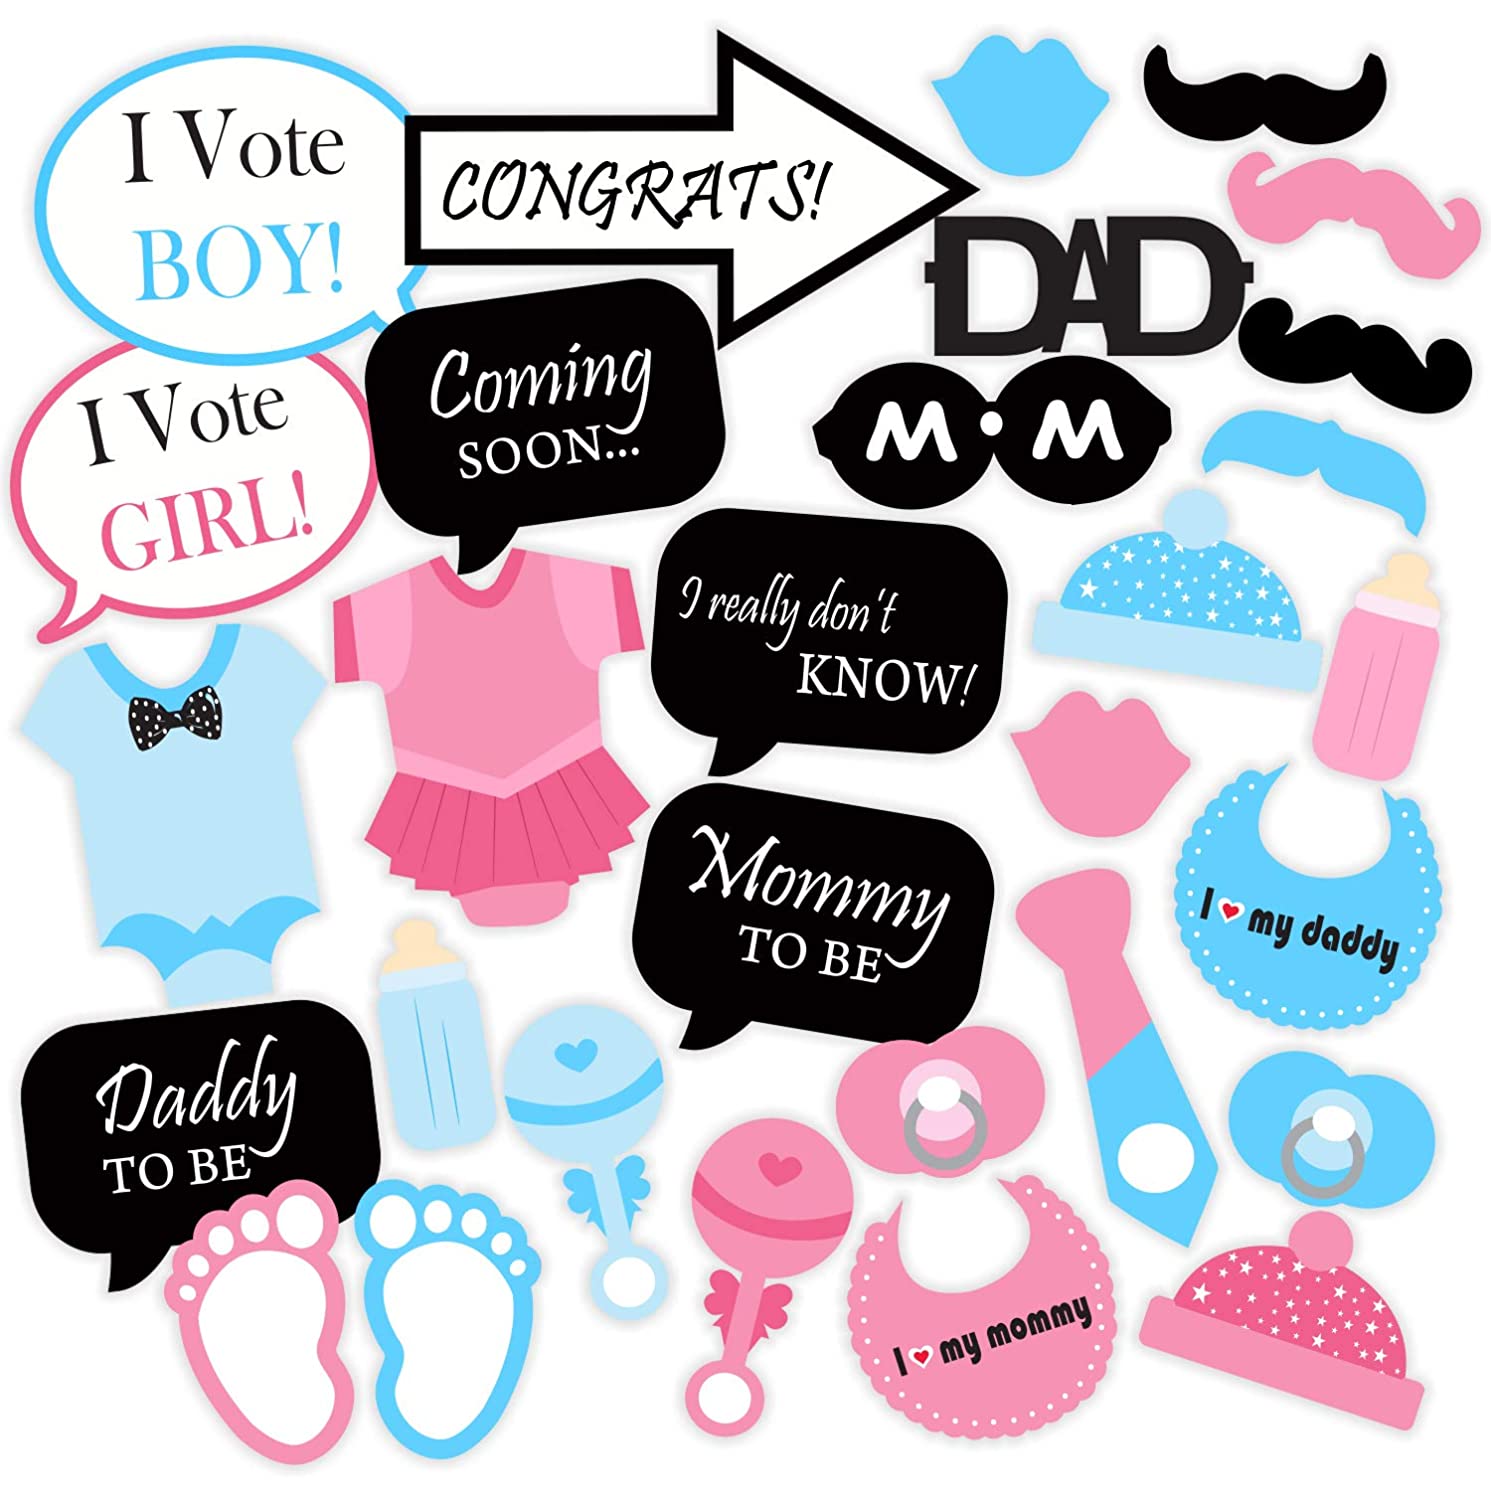 I Vote
BOY!
CONGRATS!
DAD
I Vote
GIRL!
Coming
SOON...
M M
I really don't
KNOW!
Mommy
TO BE
I ♥ my daddy
Daddy
TO BE
I ♥ my mommy